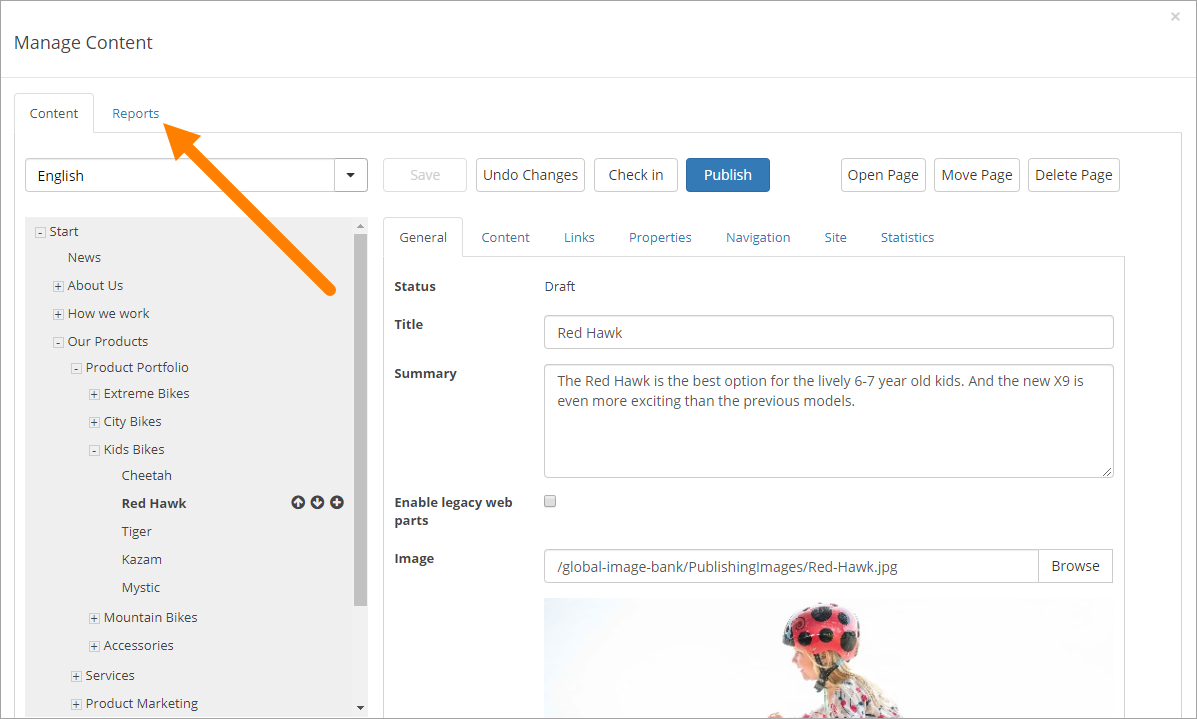 ×
Manage Content
Content Reports
English Save Undo Changes Check in Publish Open Page Move Page Delete Page
Start
News
About Us
How we work
Our Products
Product Portfolio
Extreme Bikes
City Bikes
Kids Bikes
Cheetah
Red Hawk
Tiger
Kazam
Mystic
Mountain Bikes
Accessories
Services
Product Marketing
General Content Links Properties Navigation Site Statistics
Status Draft
Title Red Hawk
Summary The Red Hawk is the best option for the lively 6-7 year old kids. And the new X9 is
even more exciting than the previous models.
Enable legacy web
parts
Image /global-image-bank/PublishingImages/Red-Hawk.jpg Browse